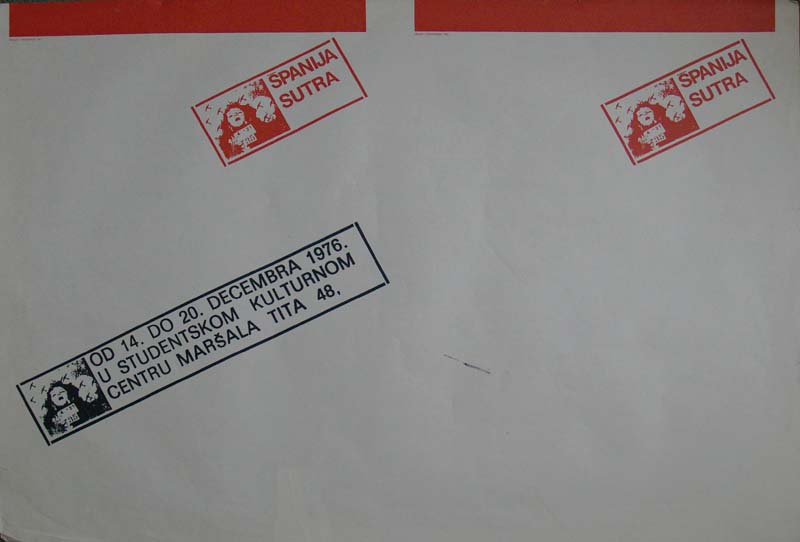 ŠPANIJA
SUTRA
ŠPANIJA
SUTRA
OD 14. DO 20. DECEMBRA 1976.
U STUDENTSKOM KULTURNOM
CENTRU MARŠALA TITA 48,